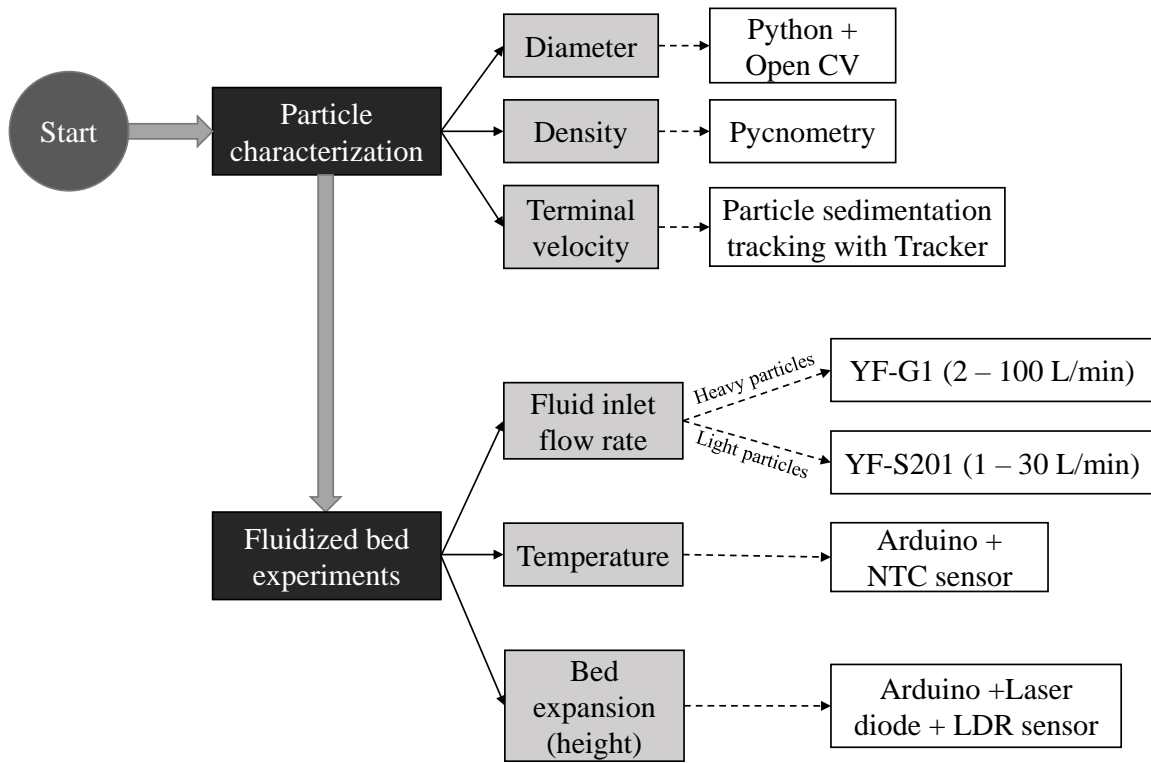 Start
Particle
characterization
Diameter
Python +
Open CV
Density
Pycnometry
Terminal
velocity
Particle sedimentation
tracking with Tracker
Fluidized bed
experiments
Fluid inlet
flow rate
Heavy particles
YF-G1 (2 – 100 L/min)
Light particles
YF-S201 (1 – 30 L/min)
Temperature
Arduino +
NTC sensor
Bed
expansion
(height)
Arduino +Laser
diode + LDR sensor